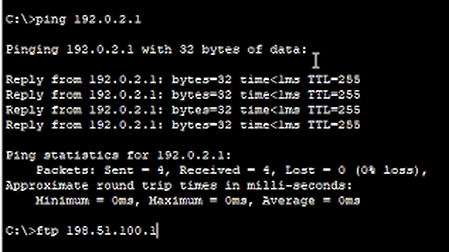 C:\>ping 192.0.2.1
Pinging 192.0.2.1 with 32 bytes of data:
Reply from 192.0.2.1: bytes=32 time<1ms TTL=255
Reply from 192.0.2.1: bytes=32 time<1ms TTL=255
Reply from 192.0.2.1: bytes=32 time<1ms TTL=255
Reply from 192.0.2.1: bytes=32 time<1ms TTL=255
Ping statistics for 192.0.2.1:
Packets: Sent = 4, Received = 4, Lost = 0 (0% loss),
Approximate round trip times in milli-seconds:
Minimum = 0ms, Maximum = 0ms, Average = 0ms
C:\>ftp 198.51.100.1